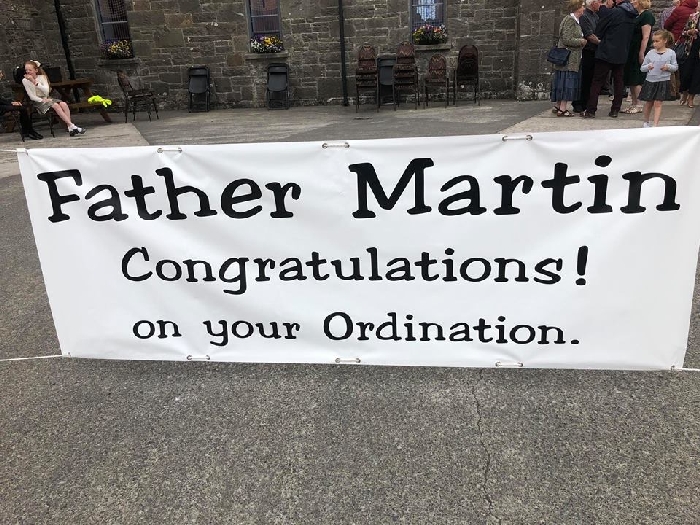 Father Martin
Congratulations!
on your Ordination.